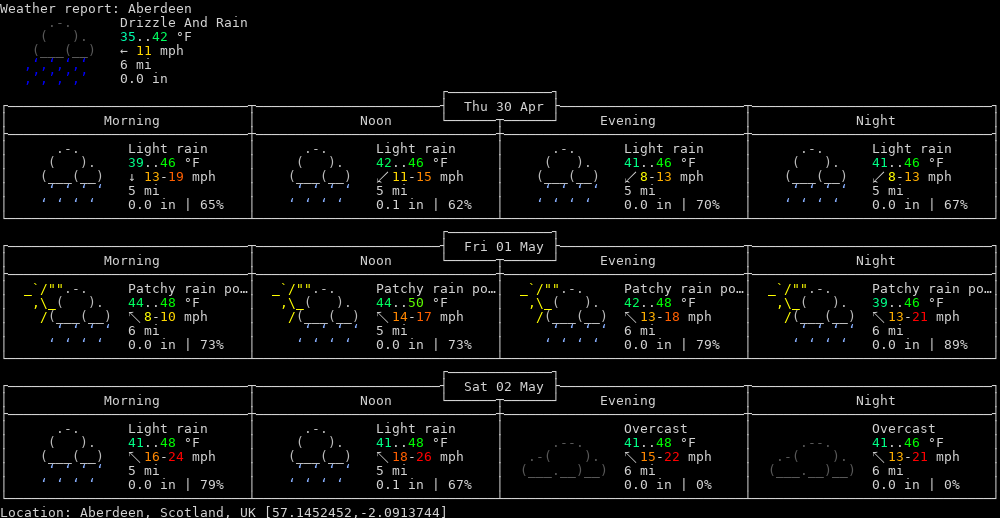 Weather report: Aberdeen
Drizzle And Rain
35..42 °F
← 11 mph
6 mi
0.0 in
Thu 30 Apr
Morning Noon Evening Night
Light rain Light rain Light rain Light rain
39..46 °F 42..46 °F 41..46 °F 41..46 °F
↓ 13-19 mph ↙ 11-15 mph ↙ 8-13 mph ↙ 8-13 mph
5 mi 5 mi 5 mi 5 mi
0.0 in | 65% 0.1 in | 62% 0.0 in | 70% 0.0 in | 67%
Fri 01 May
Morning Noon Evening Night
Patchy rain po… Patchy rain po… Patchy rain po… Patchy rain po…
44..48 °F 44..50 °F 42..48 °F 39..46 °F
↖ 8-10 mph ↖ 14-17 mph ↖ 13-18 mph ↖ 13-21 mph
6 mi 5 mi 6 mi 6 mi
0.0 in | 73% 0.0 in | 73% 0.0 in | 79% 0.0 in | 89%
Sat 02 May
Morning Noon Evening Night
Light rain Light rain Overcast Overcast
41..48 °F 41..48 °F 41..48 °F 41..46 °F
↖ 16-24 mph ↖ 18-26 mph ↖ 15-22 mph ↖ 13-21 mph
5 mi 5 mi 6 mi 6 mi
0.0 in | 79% 0.1 in | 67% 0.0 in | 0% 0.0 in | 0%
Location: Aberdeen, Scotland, UK [57.1452452,-2.0913744]